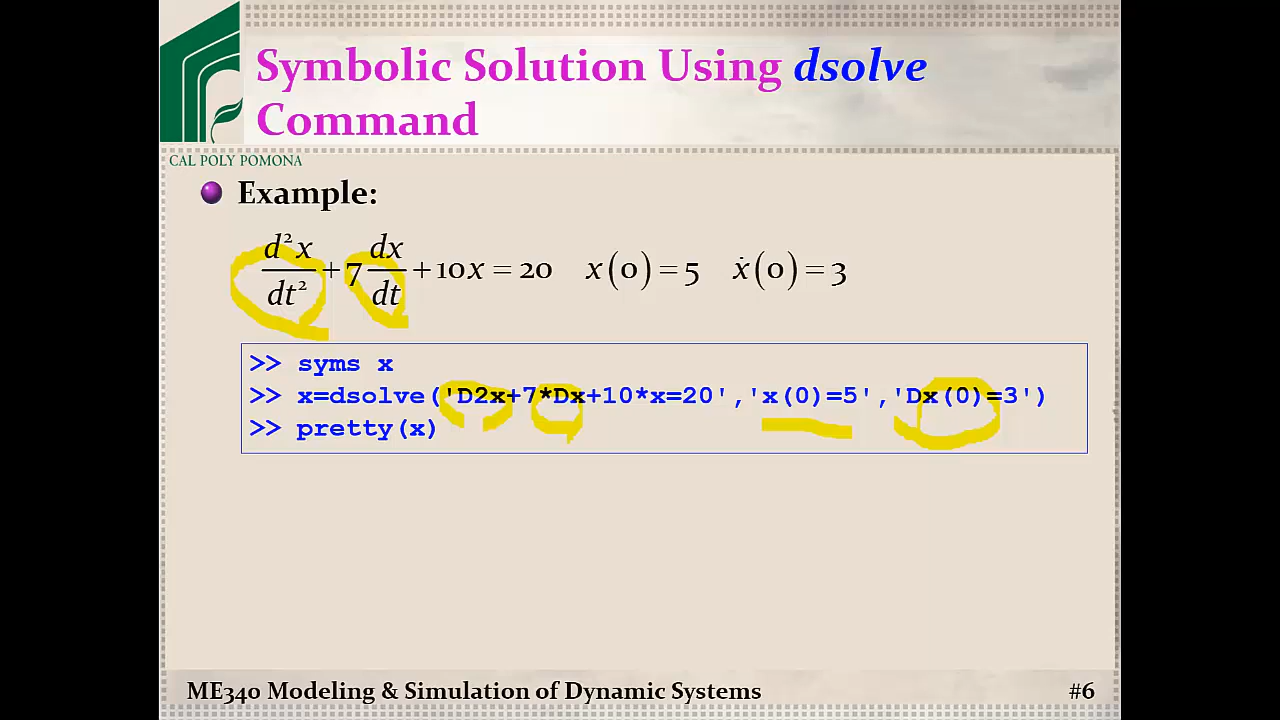 Symbolic Solution Using dsolve
Command
CAL POLY POMONA
Example:
d²x/dt² + 7 dx/dt + 10x = 20   x(0) = 5   ẋ(0) = 3
>> syms x
>> x=dsolve('D2x+7*Dx+10*x=20','x(0)=5','Dx(0)=3')
>> pretty(x)
ME340 Modeling & Simulation of Dynamic Systems #6